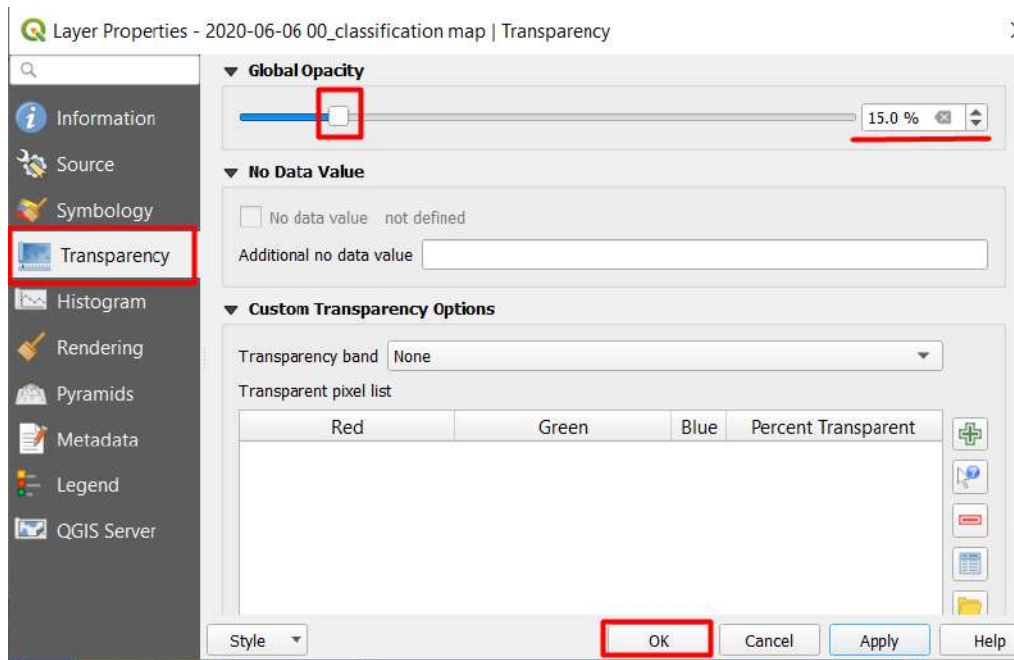 Layer Properties - 2020-06-06 00_classification map | Transparency
Information
Source
Symbology
Transparency
Histogram
Rendering
Pyramids
Metadata
Legend
QGIS Server
Global Opacity
15.0 %
No Data Value
No data value not defined
Additional no data value
Custom Transparency Options
Transparency band None
Transparent pixel list
Red Green Blue Percent Transparent
Style OK Cancel Apply Help